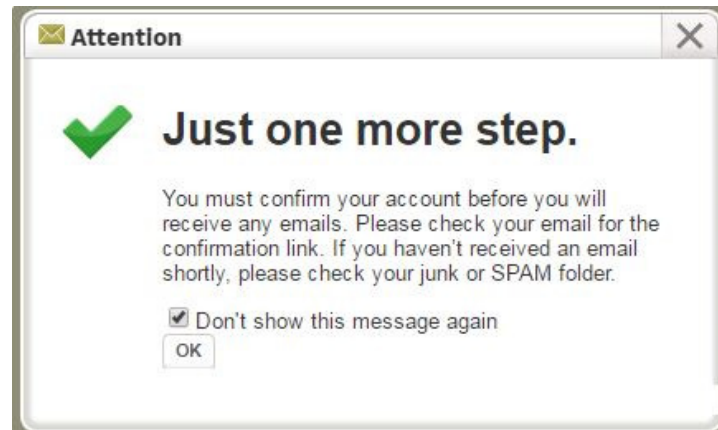 Attention
Just one more step.
You must confirm your account before you will
receive any emails. Please check your email for the
confirmation link. If you haven't received an email
shortly, please check your junk or SPAM folder.
Don't show this message again
OK